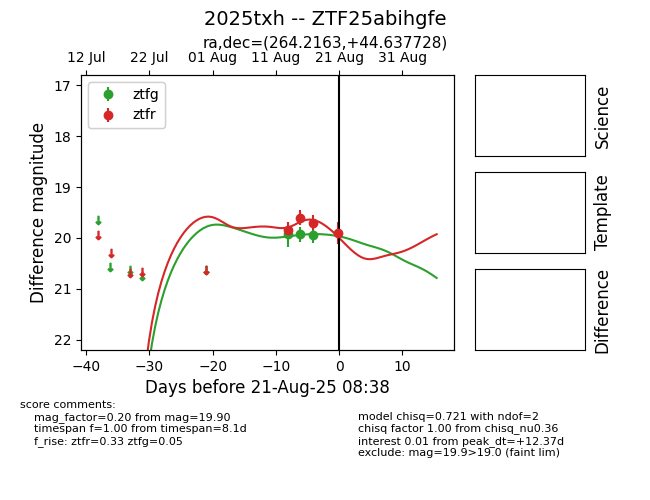 2025txh -- ZTF25abihgfe
ra,dec=(264.2163,+44.637728)
12 Jul 22 Jul 01 Aug 11 Aug 21 Aug 31 Aug
ztfg
ztfr
17
18
19
20
21
22
Difference magnitude
−40 −30 −20 −10 0 10
Days before 21-Aug-25 08:38
Science
Template
Difference
score comments:
mag_factor=0.20 from mag=19.90
timespan f=1.00 from timespan=8.1d
f_rise: ztfr=0.33 ztfg=0.05
model chisq=0.721 with ndof=2
chisq factor 1.00 from chisq_nu0.36
interest 0.01 from peak_dt=+12.37d
exclude: mag=19.9>19.0 (faint lim)